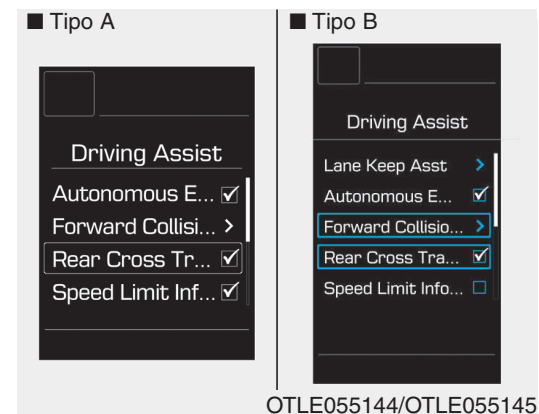 ■ Tipo A
Driving Assist
Autonomous E...
Forward Collisi... >
Rear Cross Tr...
Speed Limit Inf...
■ Tipo B
Driving Assist
Lane Keep Asst >
Autonomous E...
Forward Collisio... >
Rear Cross Tra...
Speed Limit Info...
OTLE055144/OTLE055145